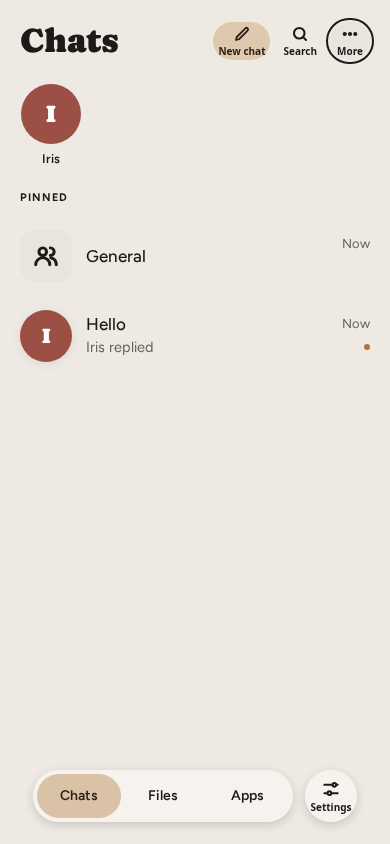 Chats
New chat
Search
More
I
Iris
PINNED
General
Now
I
Hello
Now
Iris replied
Chats
Files
Apps
Settings